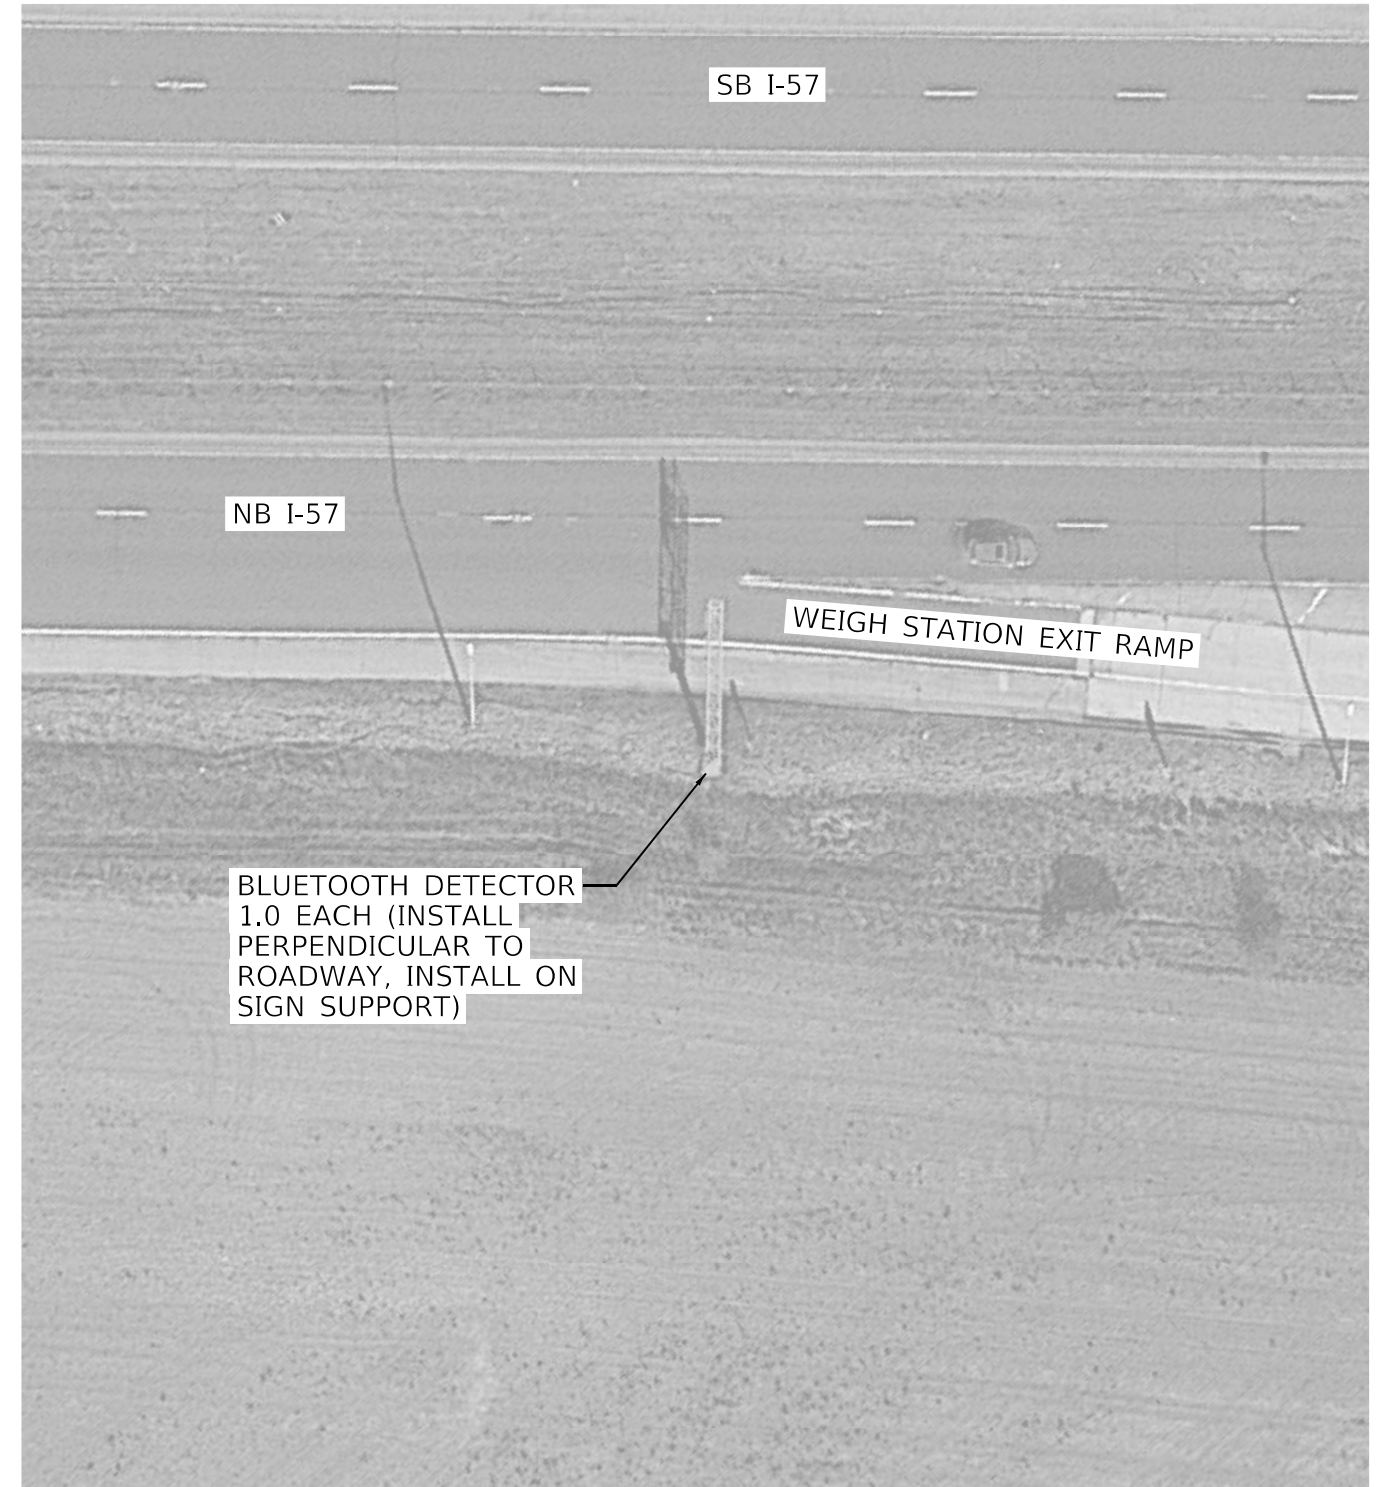 SB I-57
NB I-57
WEIGH STATION EXIT RAMP
BLUETOOTH DETECTOR
1.0 EACH (INSTALL
PERPENDICULAR TO
ROADWAY, INSTALL ON
SIGN SUPPORT)